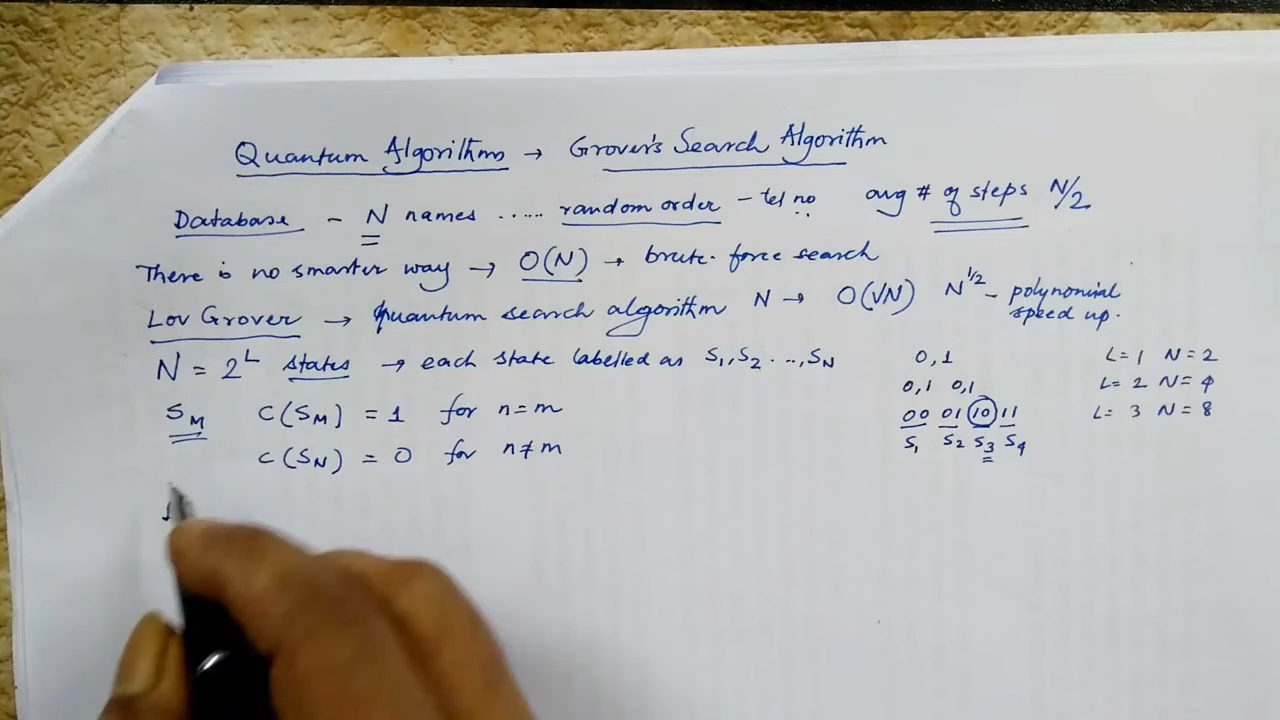 Quantum Algorithms → Grover's Search Algorithm
Database - N names ..... random order - tel no .. avg # of steps N/2
There is no smarter way → O(N) → brute-force search
Lov Grover → quantum search algorithm N → O(√N) N^1/2 - polynomial speed up.
N = 2^L states → each state labelled as S1, S2 ..., SN
0,1
L=1 N=2
0,1 0,1
L=2 N=4
SM C(SM) = 1 for n=m
00 01 10 11
L=3 N=8
C(SN) = 0 for n≠m
S1 S2 S3 S4